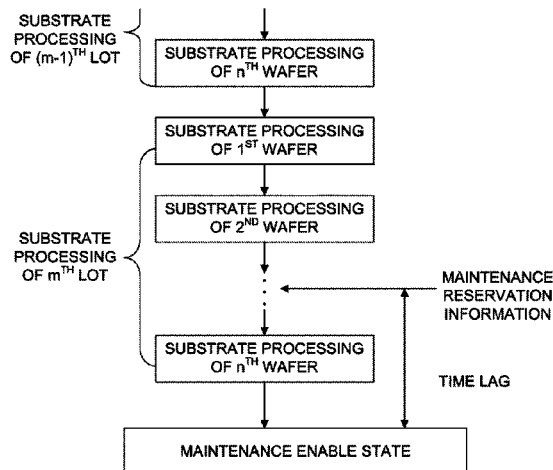 SUBSTRATE
PROCESSING
OF (m-1)TH LOT
SUBSTRATE PROCESSING
OF nTH WAFER
SUBSTRATE PROCESSING
OF 1ST WAFER
SUBSTRATE PROCESSING
OF 2ND WAFER
SUBSTRATE
PROCESSING
OF mTH LOT
MAINTENANCE
RESERVATION
INFORMATION
SUBSTRATE PROCESSING
OF nTH WAFER
TIME LAG
MAINTENANCE ENABLE STATE